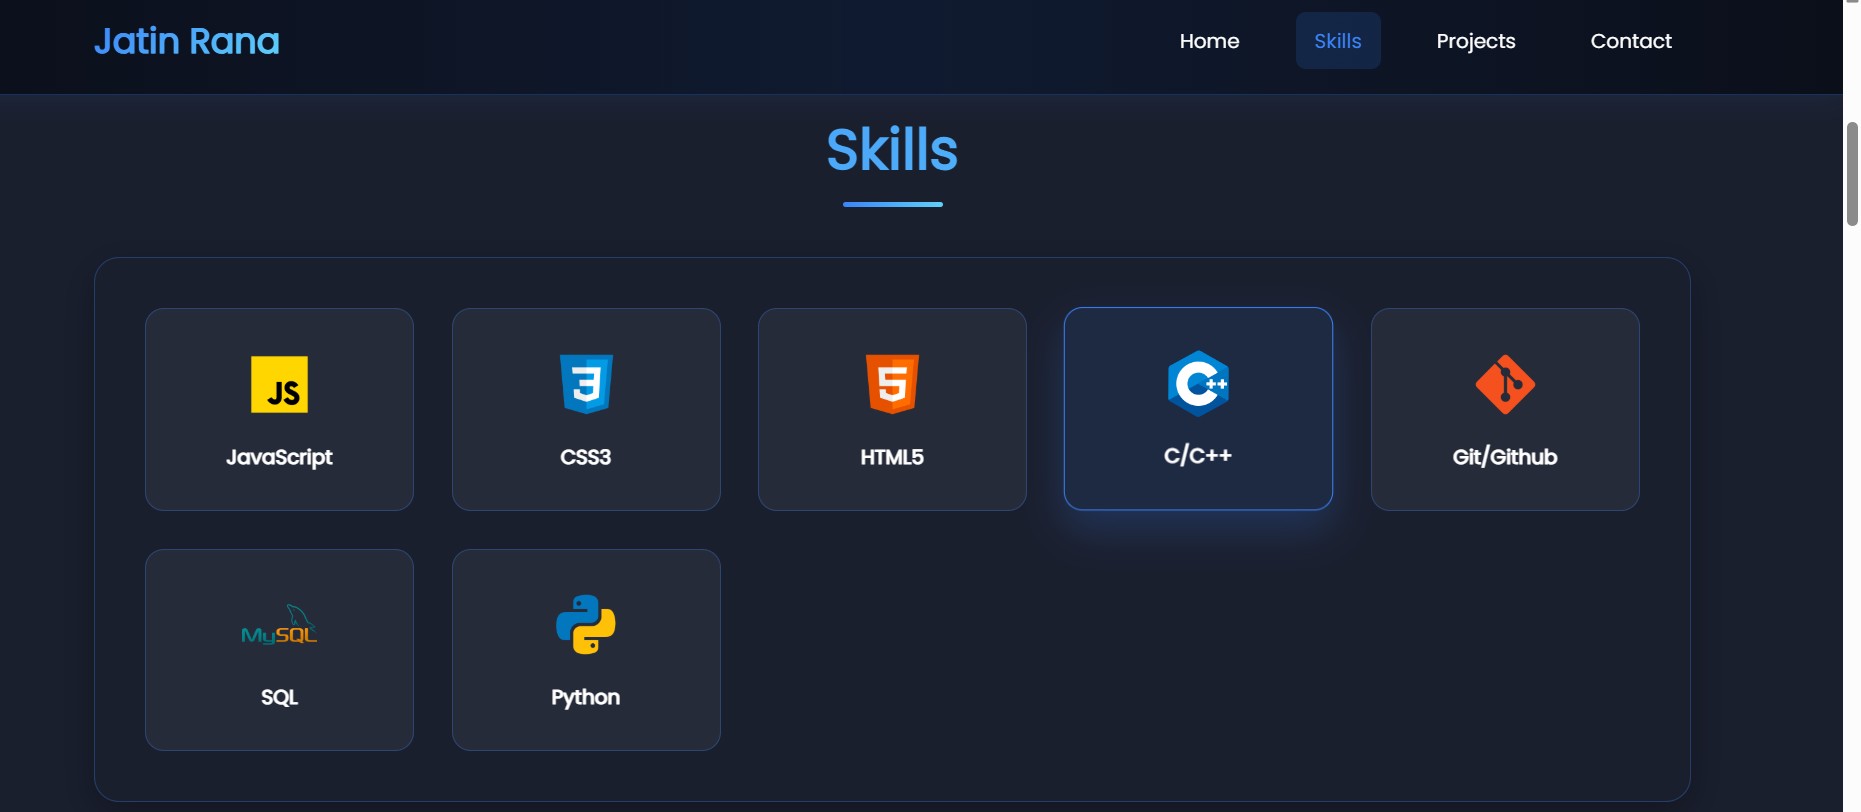 Jatin Rana
Home Skills Projects Contact
Skills
JS
3
5
C++
JavaScript CSS3 HTML5 C/C++ Git/Github
MySQL
SQL Python